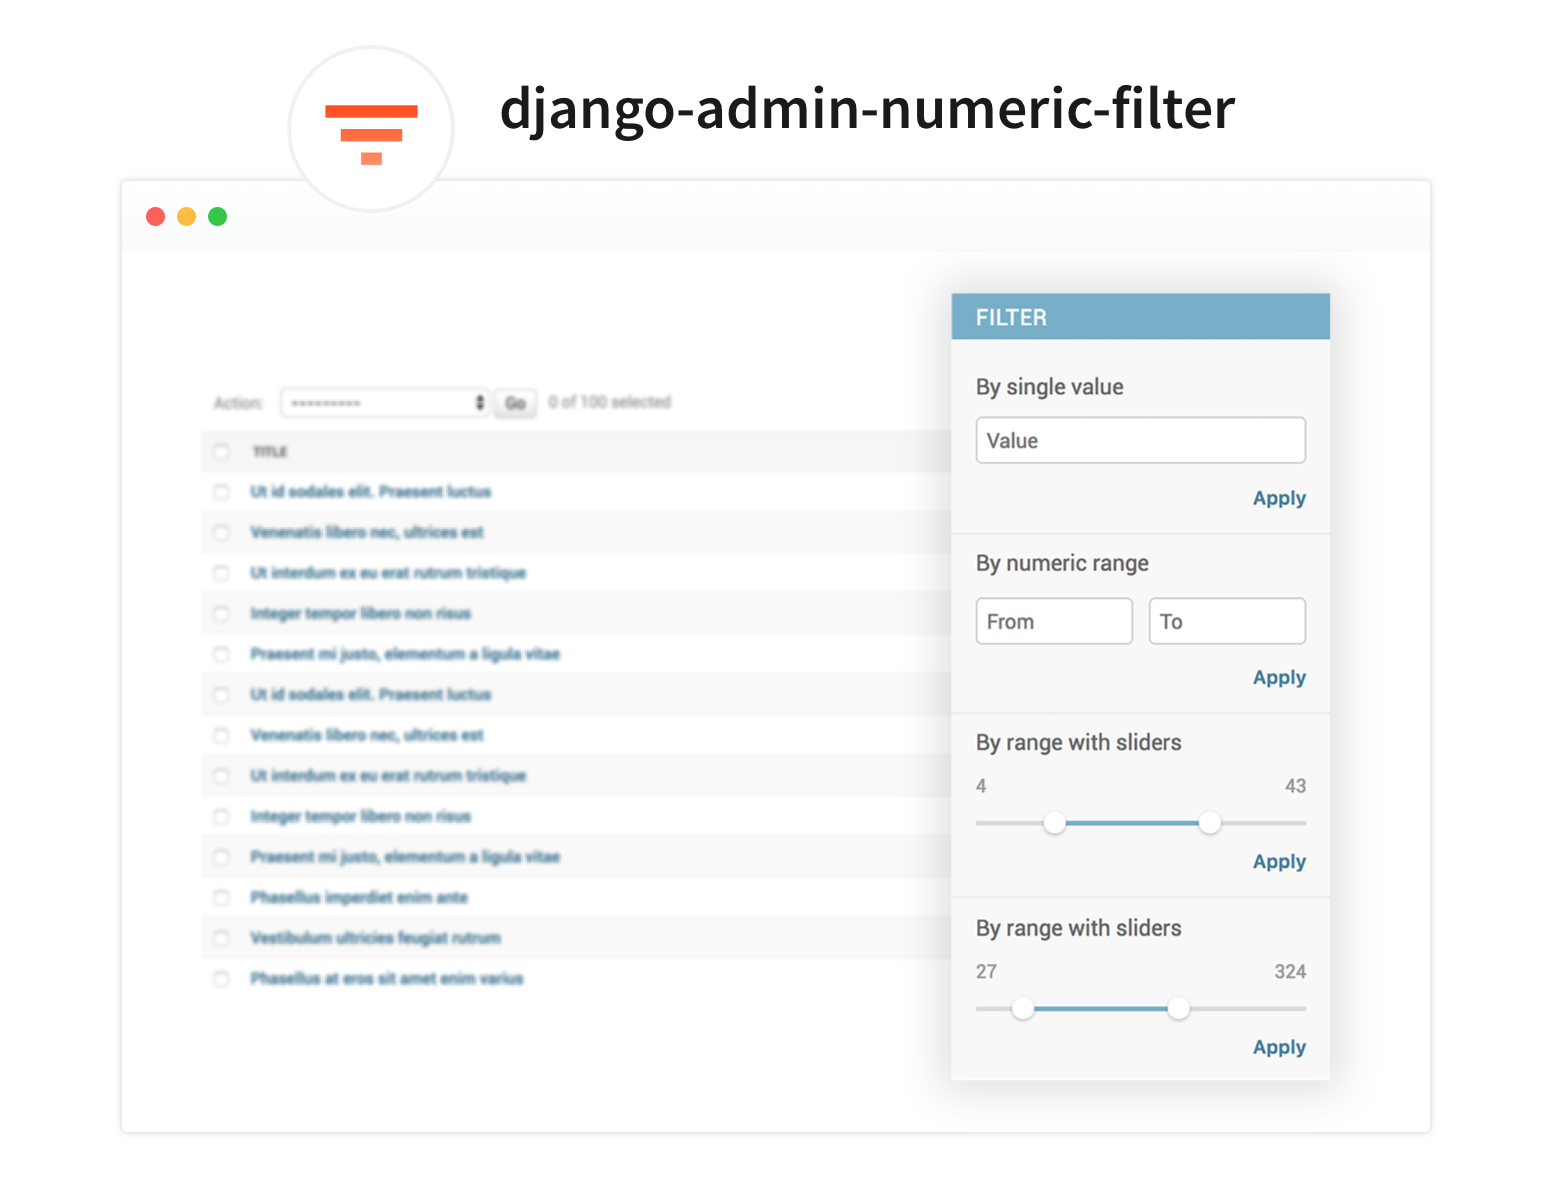 django-admin-numeric-filter
Action: --------- Go 0 of 100 selected
TITLE
Ut id sodales elit. Praesent luctus
Venenatis libero nec, ultrices est
Ut interdum ex eu erat rutrum tristique
Integer tempor libero non risus
Praesent mi justo, elementum a ligula vitae
Ut id sodales elit. Praesent luctus
Venenatis libero nec, ultrices est
Ut interdum ex eu erat rutrum tristique
Integer tempor libero non risus
Praesent mi justo, elementum a ligula vitae
Phasellus imperdiet enim ante
Vestibulum ultricies feugiat rutrum
Phasellus at eros sit amet enim varius
FILTER
By single value
Value
Apply
By numeric range
From To
Apply
By range with sliders
4 43
Apply
By range with sliders
27 324
Apply